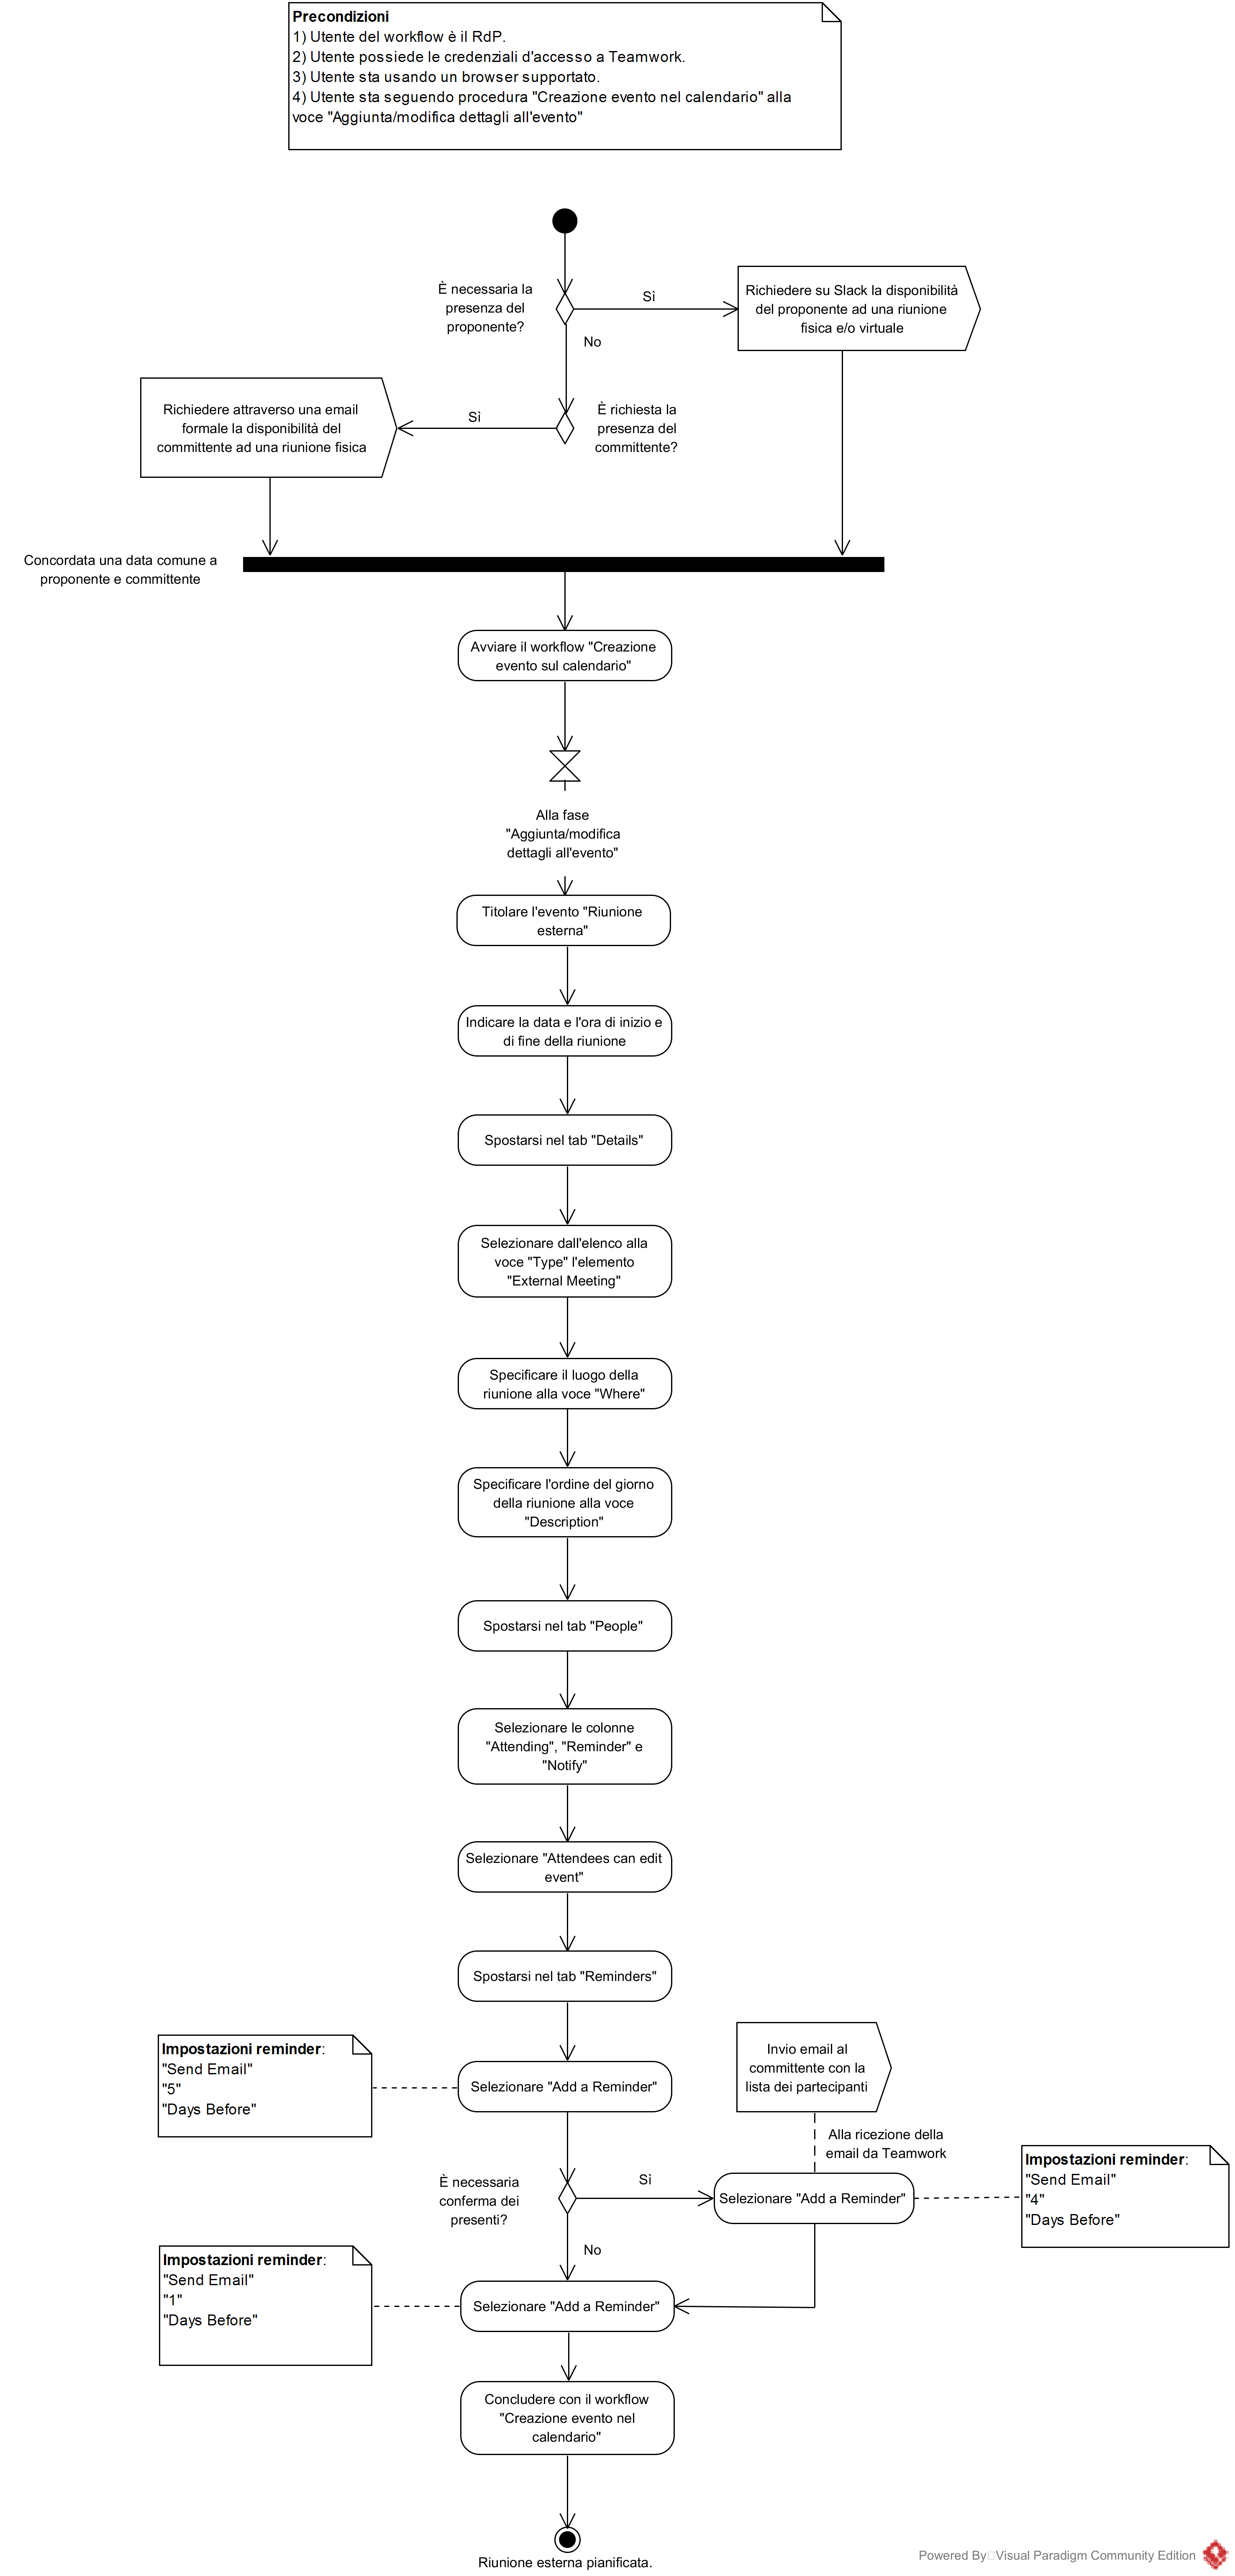 Precondizioni
1) Utente del workflow è il RdP.
2) Utente possiede le credenziali d'accesso a Teamwork.
3) Utente sta usando un browser supportato.
4) Utente sta seguendo procedura "Creazione evento nel calendario" alla
voce "Aggiunta/modifica dettagli all'evento"
È necessaria la
presenza del
proponente?
Sì
Richiedere su Slack la disponibilità
del proponente ad una riunione
fisica e/o virtuale
No
Richiedere attraverso una email
formale la disponibilità del
committente ad una riunione fisica
Sì
È richiesta la
presenza del
committente?
Concordata una data comune a
proponente e committente
Avviare il workflow "Creazione
evento sul calendario"
Alla fase
"Aggiunta/modifica
dettagli all'evento"
Titolare l'evento "Riunione
esterna"
Indicare la data e l'ora di inizio e
di fine della riunione
Spostarsi nel tab "Details"
Selezionare dall'elenco alla
voce "Type" l'elemento
"External Meeting"
Specificare il luogo della
riunione alla voce "Where"
Specificare l'ordine del giorno
della riunione alla voce
"Description"
Spostarsi nel tab "People"
Selezionare le colonne
"Attending", "Reminder" e
"Notify"
Selezionare "Attendees can edit
event"
Spostarsi nel tab "Reminders"
Impostazioni reminder:
"Send Email"
"5"
"Days Before"
Selezionare "Add a Reminder"
Invio email al
committente con la
lista dei partecipanti
Alla ricezione della
email da Teamwork
È necessaria
conferma dei
presenti?
Sì
Selezionare "Add a Reminder"
Impostazioni reminder:
"Send Email"
"4"
"Days Before"
No
Impostazioni reminder:
"Send Email"
"1"
"Days Before"
Selezionare "Add a Reminder"
Concludere con il workflow
"Creazione evento nel
calendario"
Riunione esterna pianificata.
Powered By Visual Paradigm Community Edition